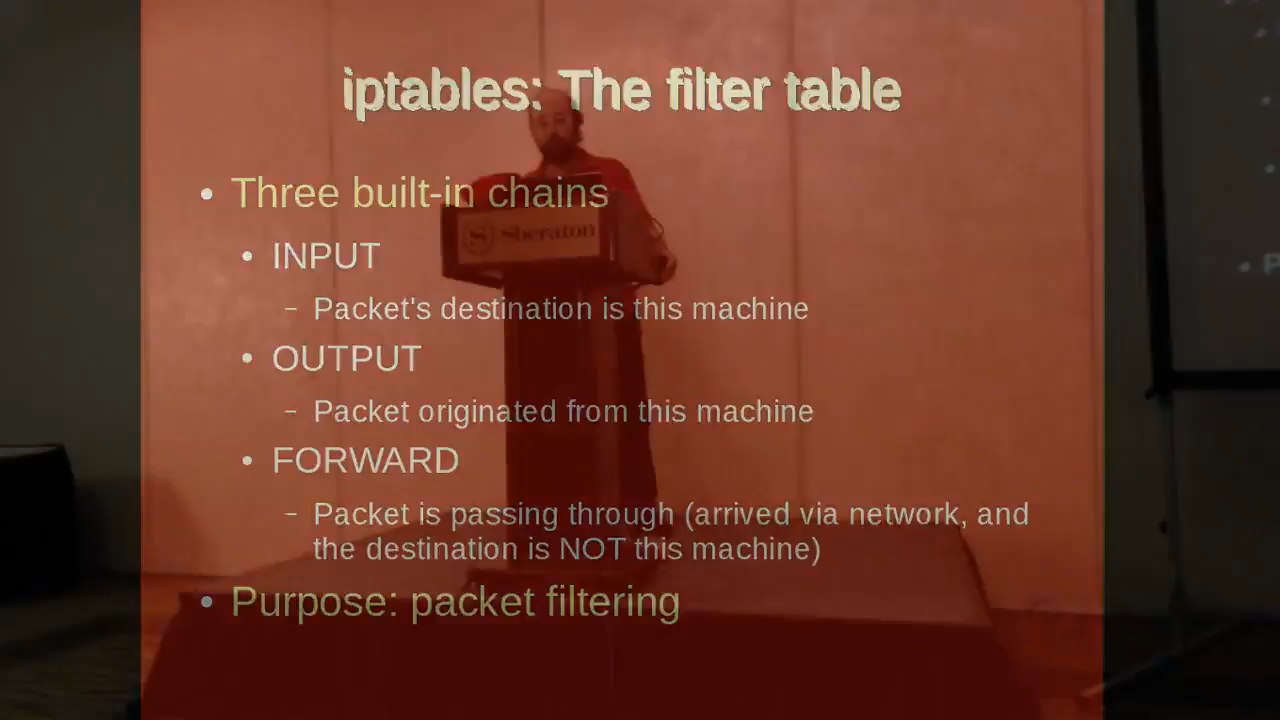 iptables: The filter table
• Three built-in chains
• INPUT
– Packet's destination is this machine
• OUTPUT
– Packet originated from this machine
• FORWARD
– Packet is passing through (arrived via network, and
the destination is NOT this machine)
• Purpose: packet filtering
S Sheraton
• P